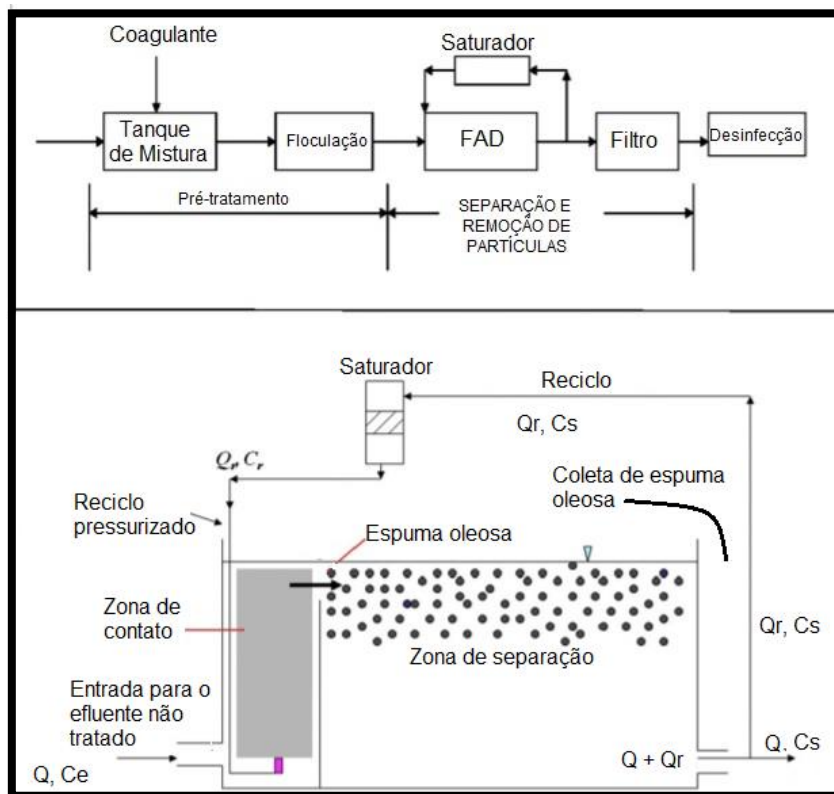 Coagulante
Saturador
Tanque
de Mistura
Floculação
FAD
Filtro
Desinfecção
Pré-tratamento
SEPARAÇÃO E
REMOÇÃO DE
PARTÍCULAS
Saturador
Reciclo
Qr, Cs
Qr, Cr
Coleta de espuma
oleosa
Reciclo
pressurizado
Espuma oleosa
Zona de
contato
Zona de separação
Qr, Cs
Entrada para o
efluente não
tratado
Q, Ce
Q + Qr
Q, Cs